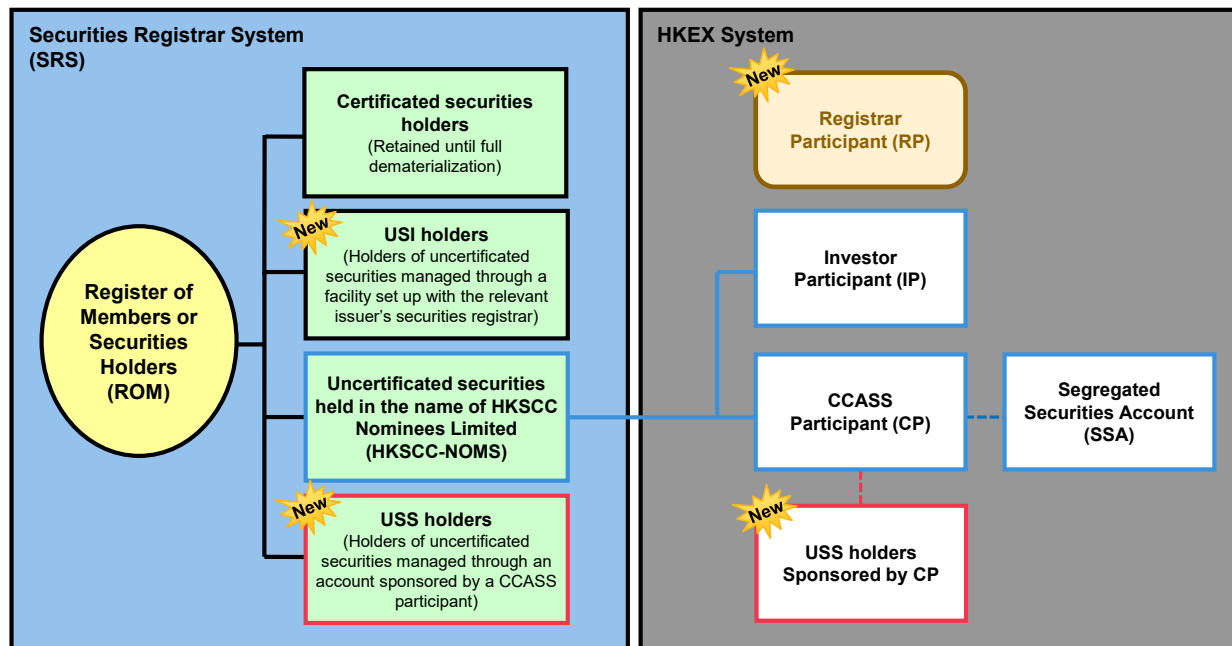 Securities Registrar System
(SRS)
Certificated securities
holders
(Retained until full
dematerialization)
New
USI holders
(Holders of uncertificated
securities managed through a
facility set up with the relevant
issuer's securities registrar)
Register of
Members or
Securities
Holders
(ROM)
Uncertificated securities
held in the name of HKSCC
Nominees Limited
(HKSCC-NOMS)
New
USS holders
(Holders of uncertificated
securities managed through an
account sponsored by a CCASS
participant)
HKEX System
New
Registrar
Participant (RP)
Investor
Participant (IP)
CCASS
Participant (CP)
Segregated
Securities Account
(SSA)
New
USS holders
Sponsored by CP